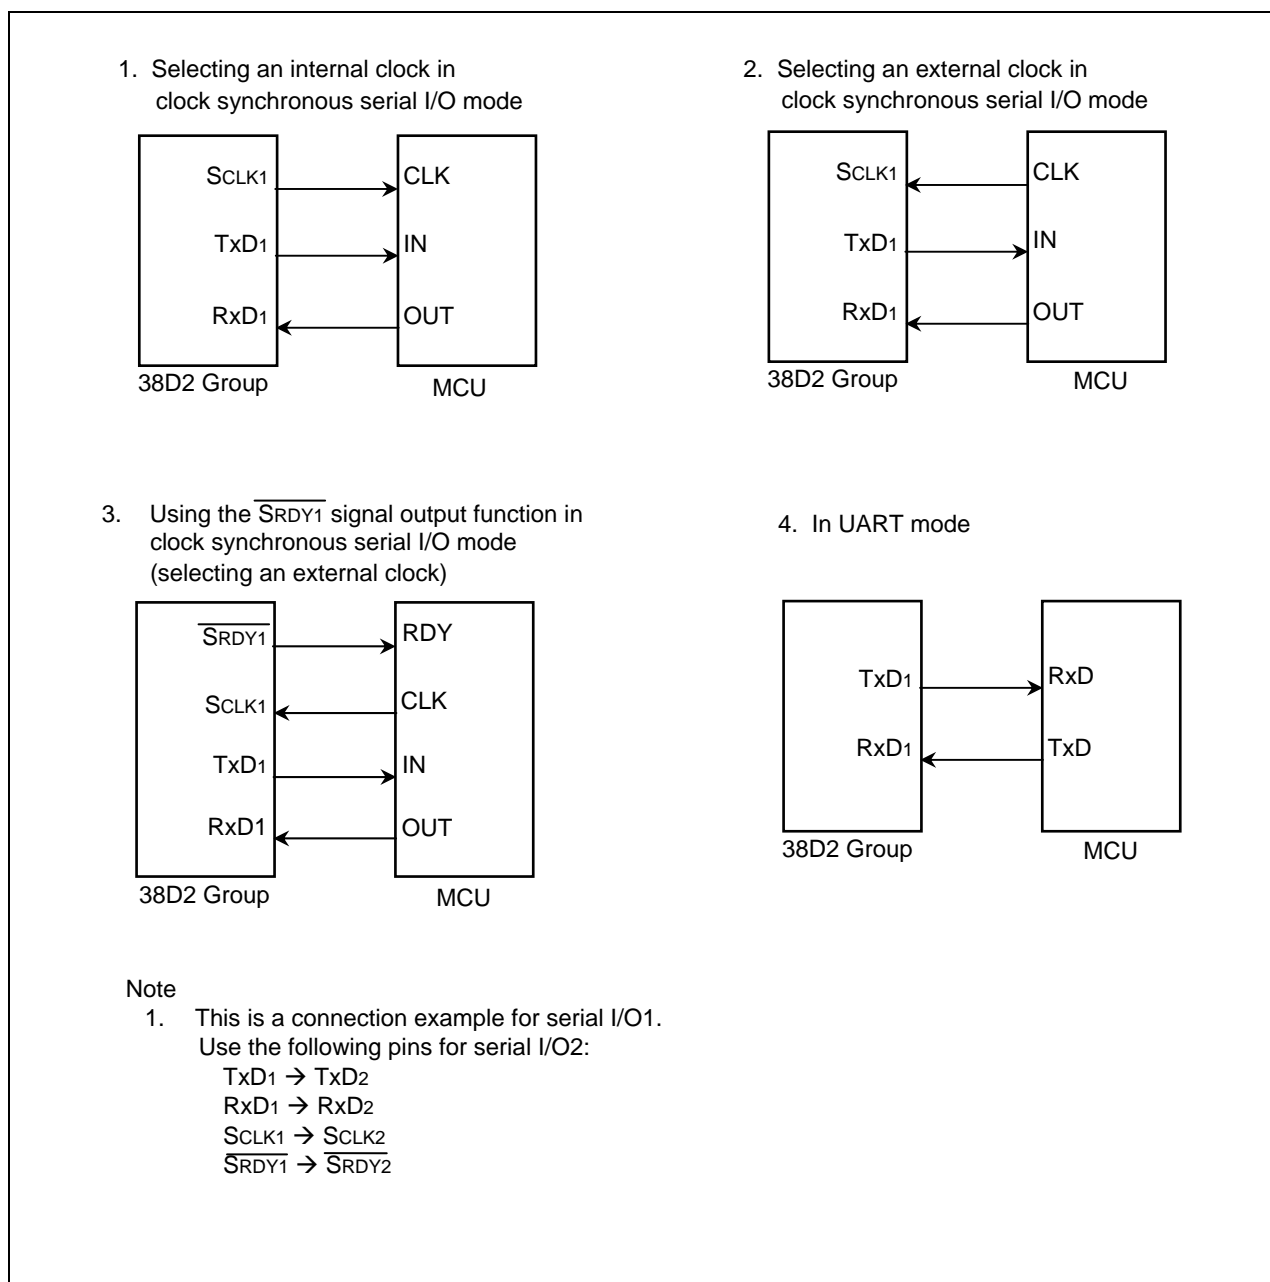 1. Selecting an internal clock in
clock synchronous serial I/O mode
SCLK1
CLK
TxD1
IN
RxD1
OUT
38D2 Group
MCU
2. Selecting an external clock in
clock synchronous serial I/O mode
SCLK1
CLK
TxD1
IN
RxD1
OUT
38D2 Group
MCU
3. Using the S̅R̅D̅Y̅1̅ signal output function in
clock synchronous serial I/O mode
(selecting an external clock)
S̅R̅D̅Y̅1̅
RDY
SCLK1
CLK
TxD1
IN
RxD1
OUT
38D2 Group
MCU
4. In UART mode
TxD1
RxD
RxD1
TxD
38D2 Group
MCU
Note
1. This is a connection example for serial I/O1.
Use the following pins for serial I/O2:
TxD1 → TxD2
RxD1 → RxD2
SCLK1 → SCLK2
S̅R̅D̅Y̅1̅ → S̅R̅D̅Y̅2̅